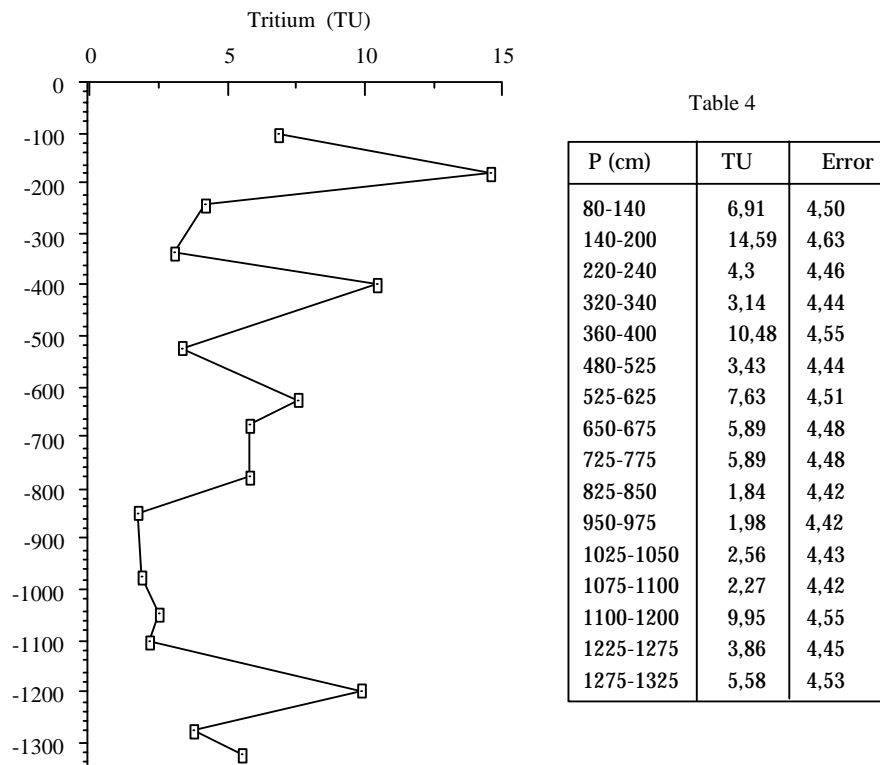 Tritium (TU)
0 5 10 15
0
-100
-200
-300
-400
-500
-600
-700
-800
-900
-1000
-1100
-1200
-1300
Table 4
P (cm) TU Error
80-140 6,91 4,50
140-200 14,59 4,63
220-240 4,3 4,46
320-340 3,14 4,44
360-400 10,48 4,55
480-525 3,43 4,44
525-625 7,63 4,51
650-675 5,89 4,48
725-775 5,89 4,48
825-850 1,84 4,42
950-975 1,98 4,42
1025-1050 2,56 4,43
1075-1100 2,27 4,42
1100-1200 9,95 4,55
1225-1275 3,86 4,45
1275-1325 5,58 4,53